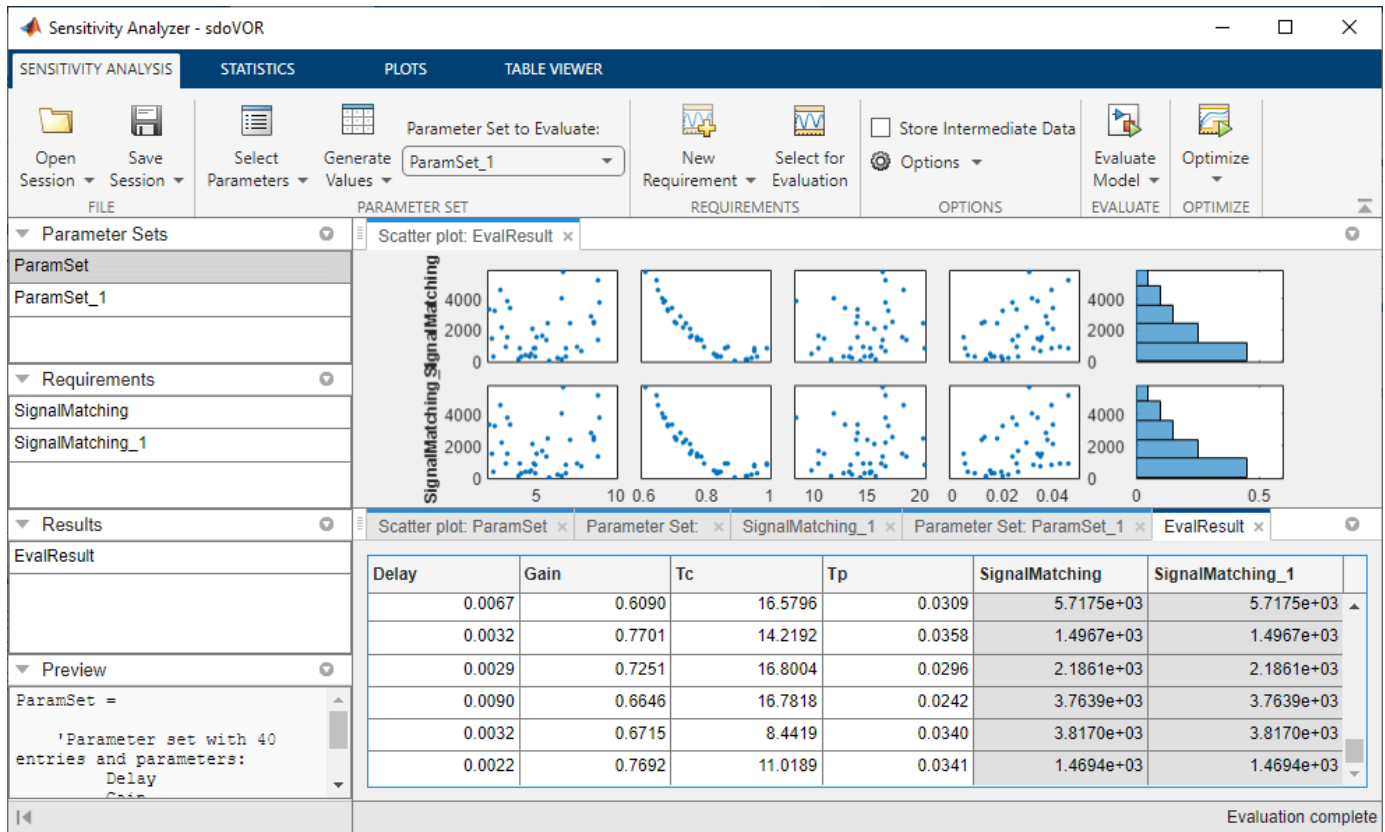 Sensitivity Analyzer - sdoVOR
SENSITIVITY ANALYSIS STATISTICS PLOTS TABLE VIEWER
Open Session
Save Session
Select Parameters
Generate Values
Parameter Set to Evaluate:
ParamSet_1
New Requirement
Select for Evaluation
Store Intermediate Data
Options
Evaluate Model
Optimize
FILE PARAMETER SET REQUIREMENTS OPTIONS EVALUATE OPTIMIZE
Parameter Sets
ParamSet
ParamSet_1
Requirements
SignalMatching
SignalMatching_1
Results
EvalResult
Preview
ParamSet =
'Parameter set with 40
entries and parameters:
Delay
Gain
Scatter plot: EvalResult
SignalMatching
4000
2000
0
4000
2000
0
SignalMatching_
4000
2000
0
4000
2000
0
5 10 0.6 0.8 1 10 15 20 0 0.02 0.04 0 0.5
Scatter plot: ParamSet Parameter Set: SignalMatching_1 Parameter Set: ParamSet_1 EvalResult
Delay Gain Tc Tp SignalMatching SignalMatching_1
0.0067 0.6090 16.5796 0.0309 5.7175e+03 5.7175e+03
0.0032 0.7701 14.2192 0.0358 1.4967e+03 1.4967e+03
0.0029 0.7251 16.8004 0.0296 2.1861e+03 2.1861e+03
0.0090 0.6646 16.7818 0.0242 3.7639e+03 3.7639e+03
0.0032 0.6715 8.4419 0.0340 3.8170e+03 3.8170e+03
0.0022 0.7692 11.0189 0.0341 1.4694e+03 1.4694e+03
Evaluation complete